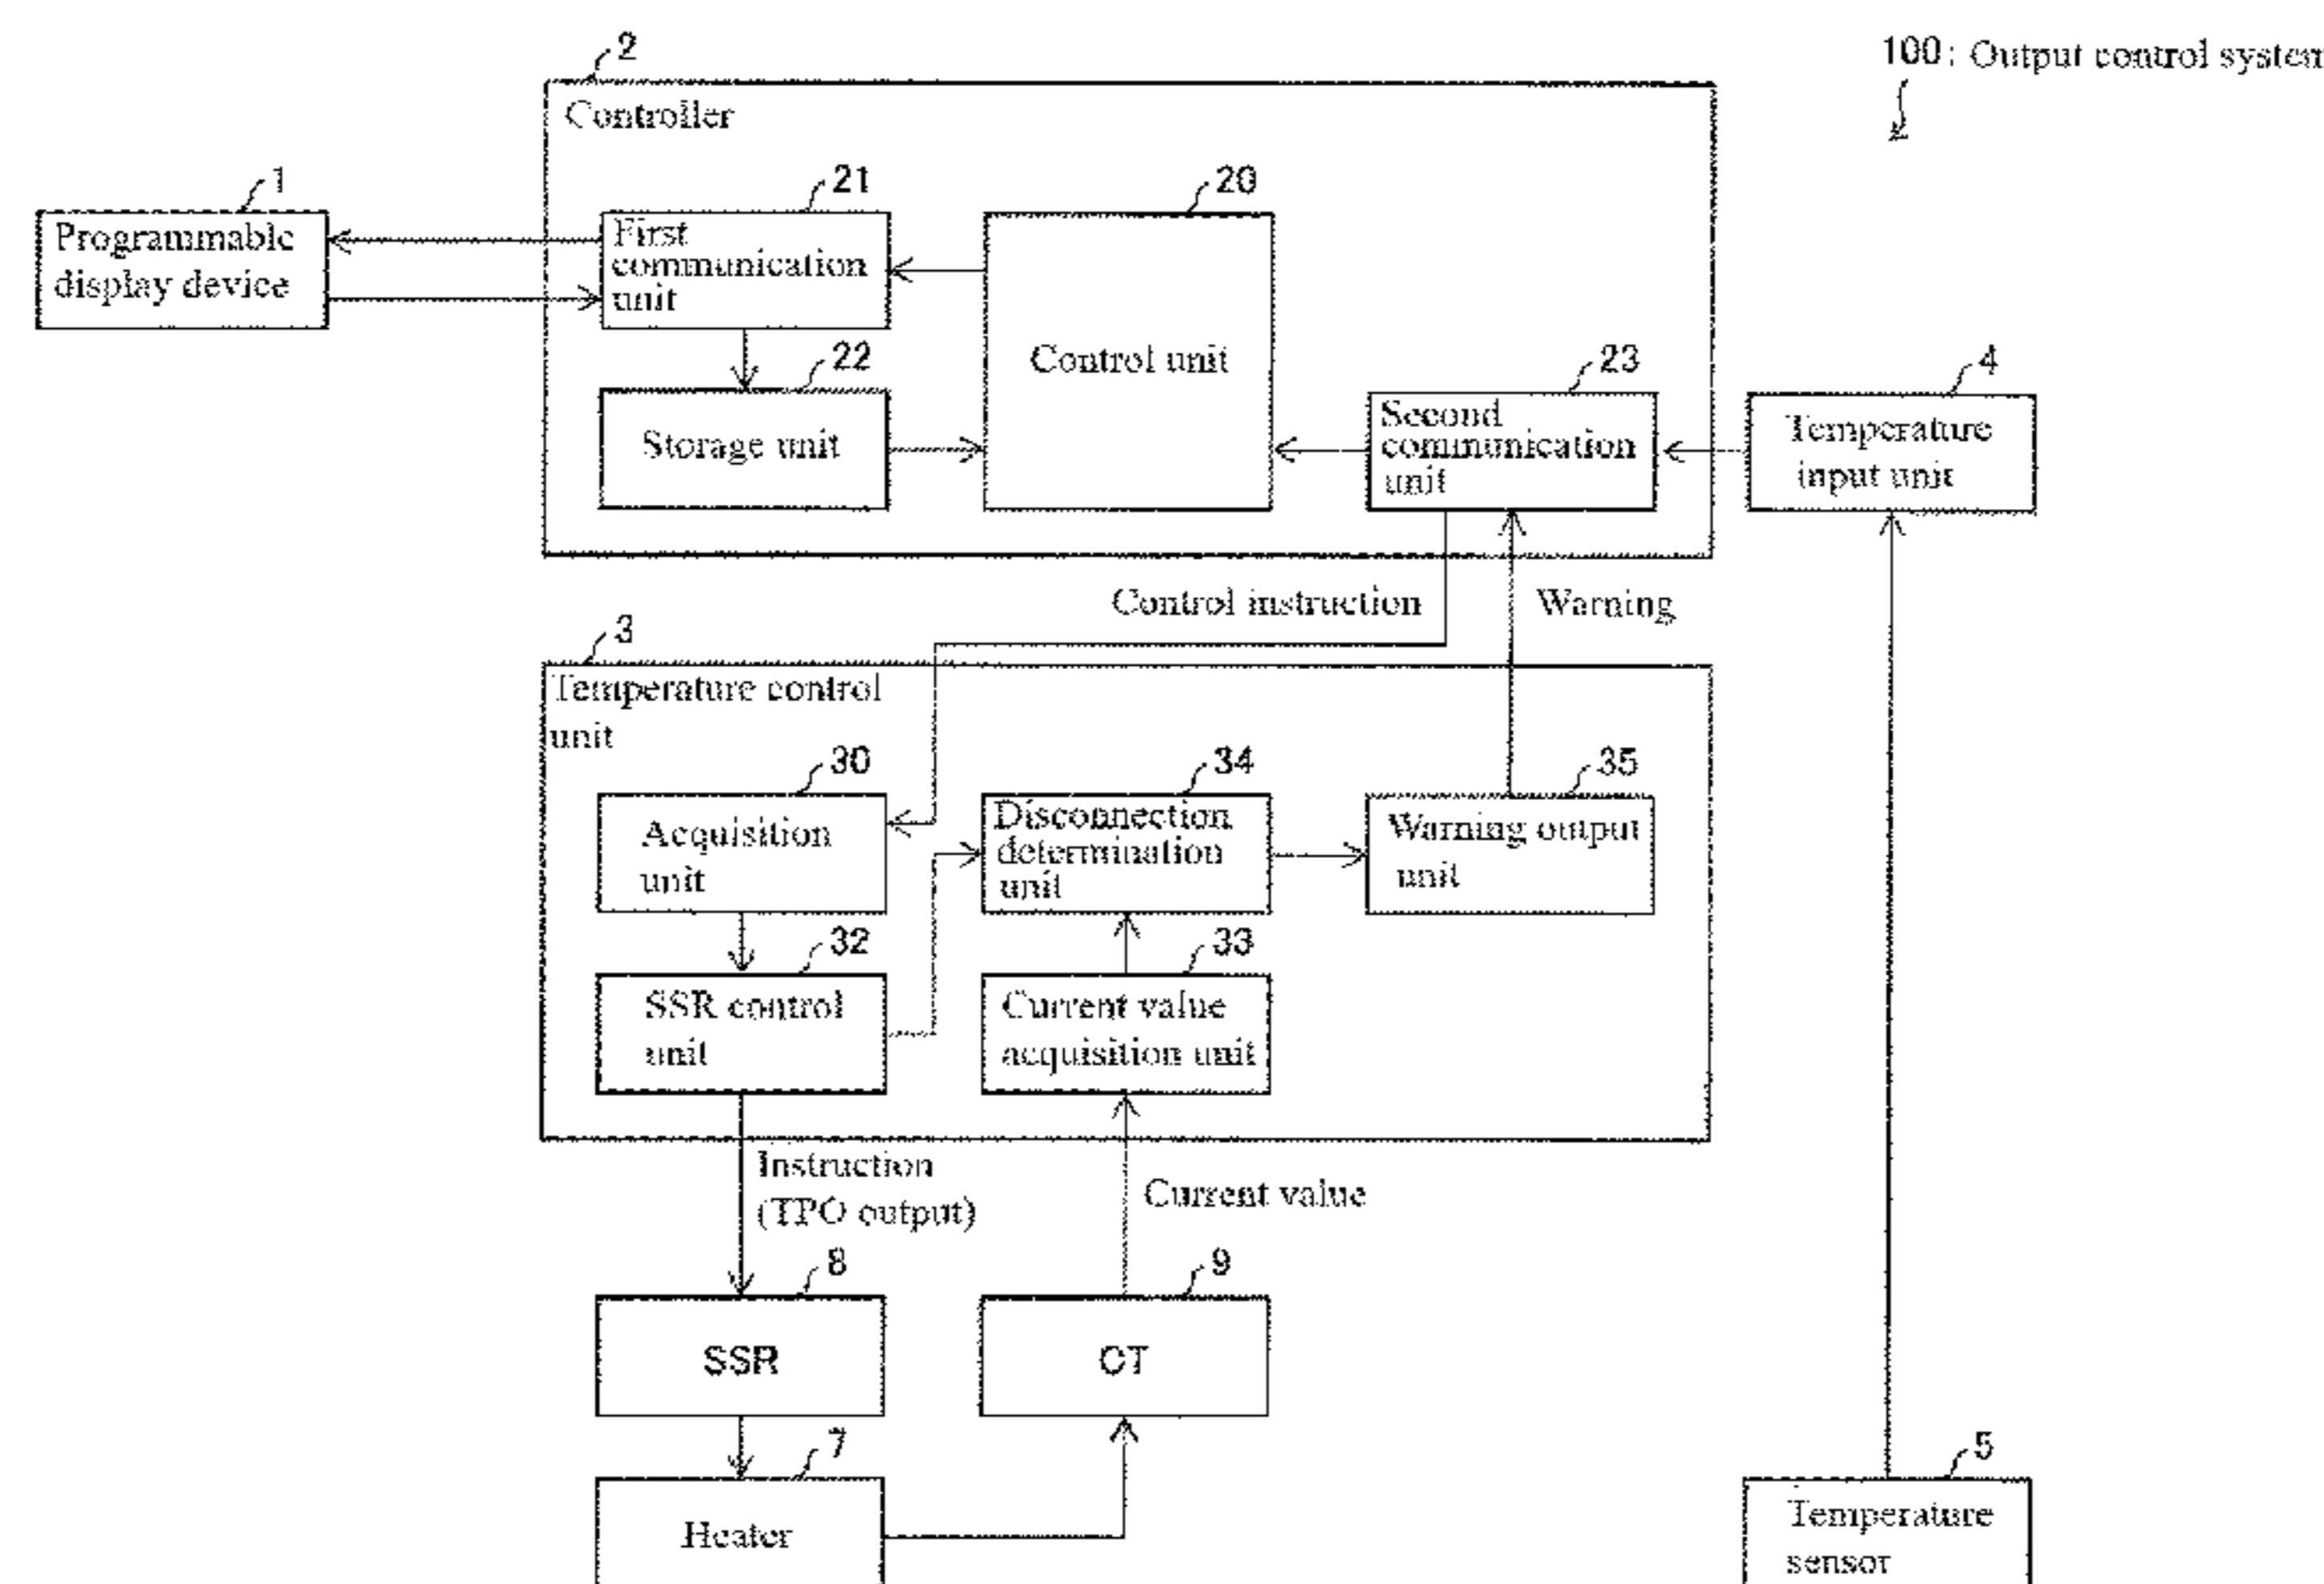 100: Output control system
2
Controller
1
Programmable
display device
21
First
communication
unit
20
Control unit
22
Storage unit
23
Second
communication
unit
4
Temperature
input unit
Control instruction
Warning
3
Temperature control
unit
30
Acquisition
unit
34
Disconnection
determination
unit
35
Warning output
unit
32
SSR control
unit
33
Current value
acquisition unit
Instruction
(TPO output)
Current value
8
SSR
9
CT
7
Heater
5
Temperature
sensor